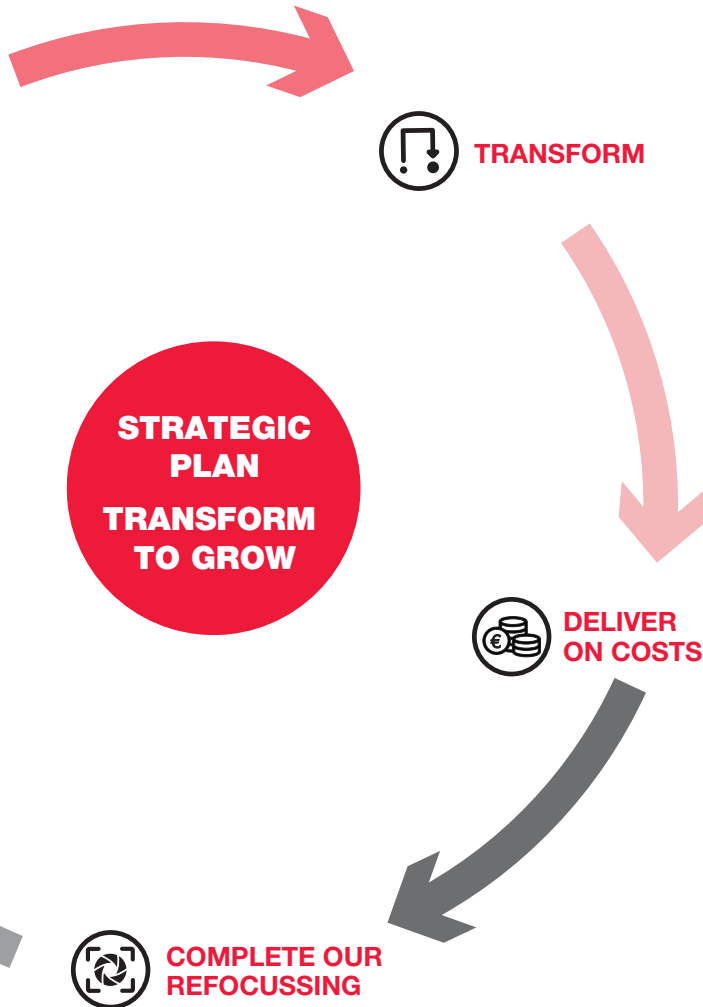 TRANSFORM
STRATEGIC
PLAN
TRANSFORM
TO GROW
€
DELIVER
ON COSTS
COMPLETE OUR
REFOCUSSING